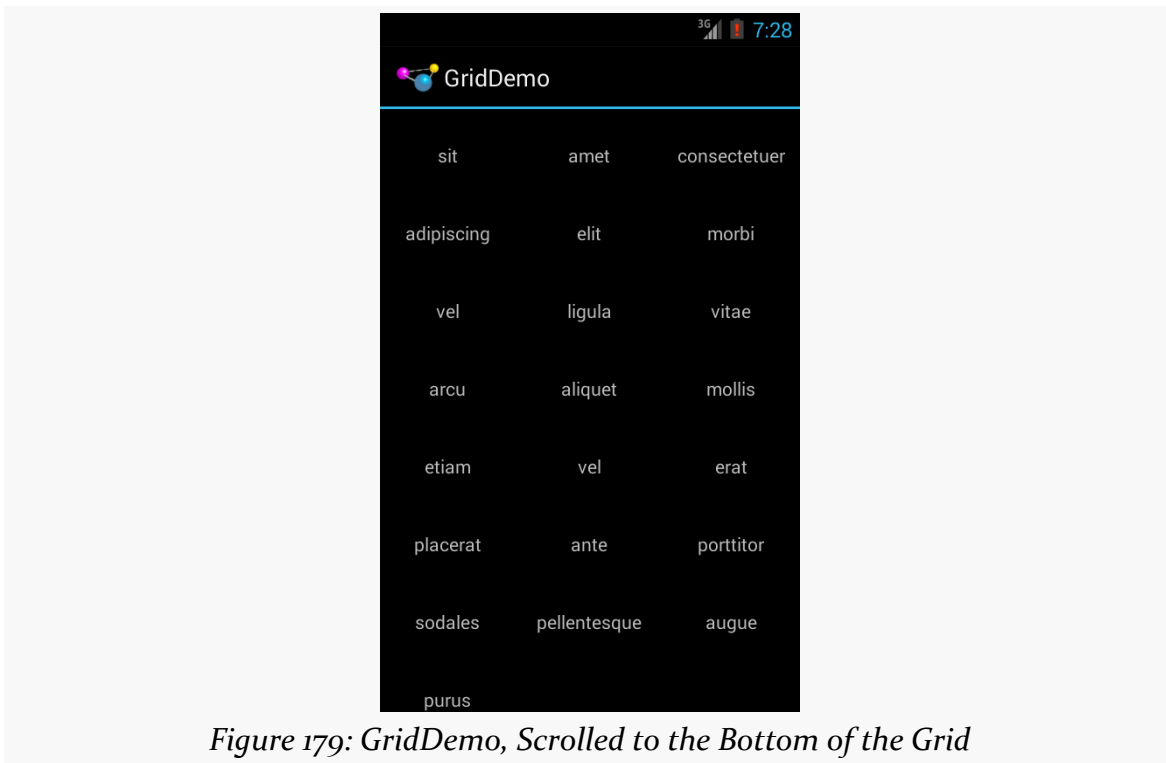 3G 7:28
GridDemo
sit amet consectetuer
adipiscing elit morbi
vel ligula vitae
arcu aliquet mollis
etiam vel erat
placerat ante porttitor
sodales pellentesque augue
purus
Figure 179: GridDemo, Scrolled to the Bottom of the Grid